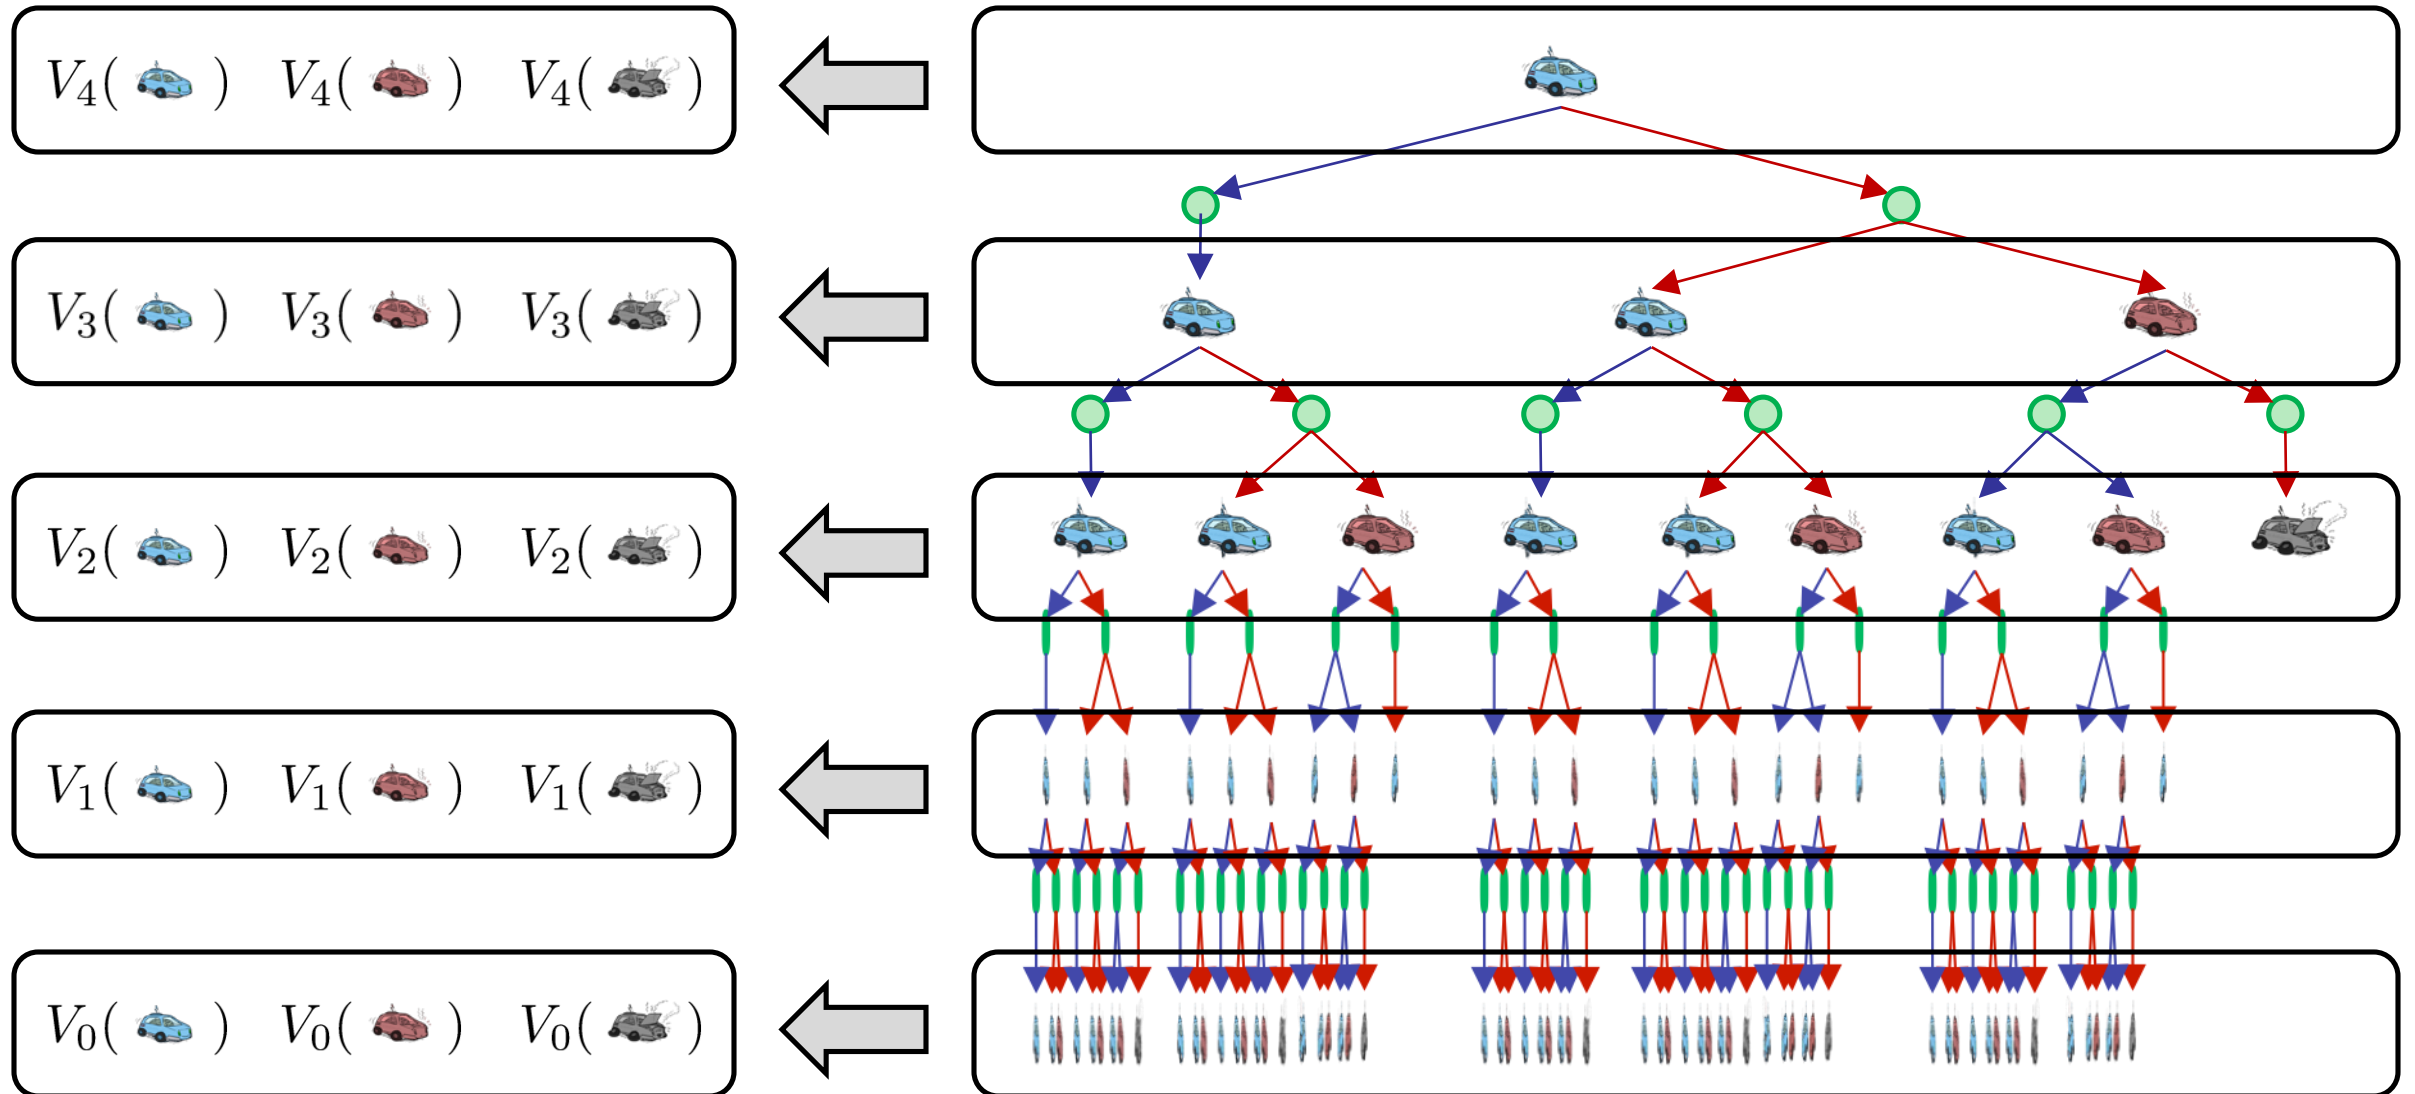 V4( ) V4( ) V4( )
V3( ) V3( ) V3( )
V2( ) V2( ) V2( )
V1( ) V1( ) V1( )
V0( ) V0( ) V0( )